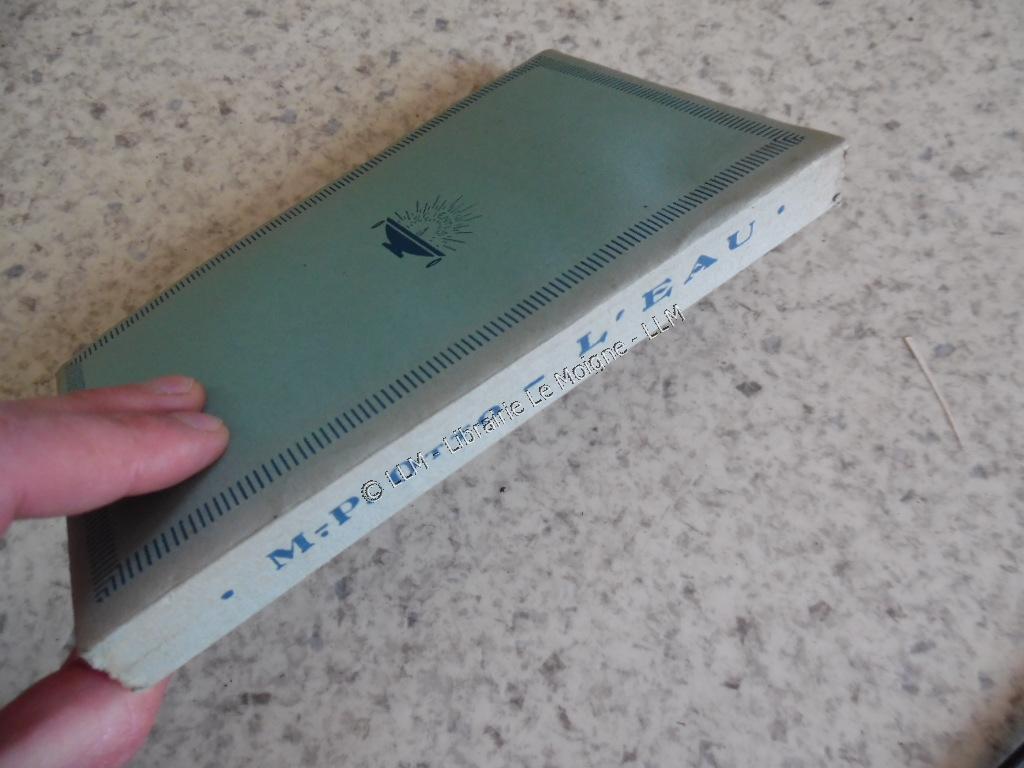 · M.-P. - L'EAU ·
© LLM - Librairie Le Moigne - LLM